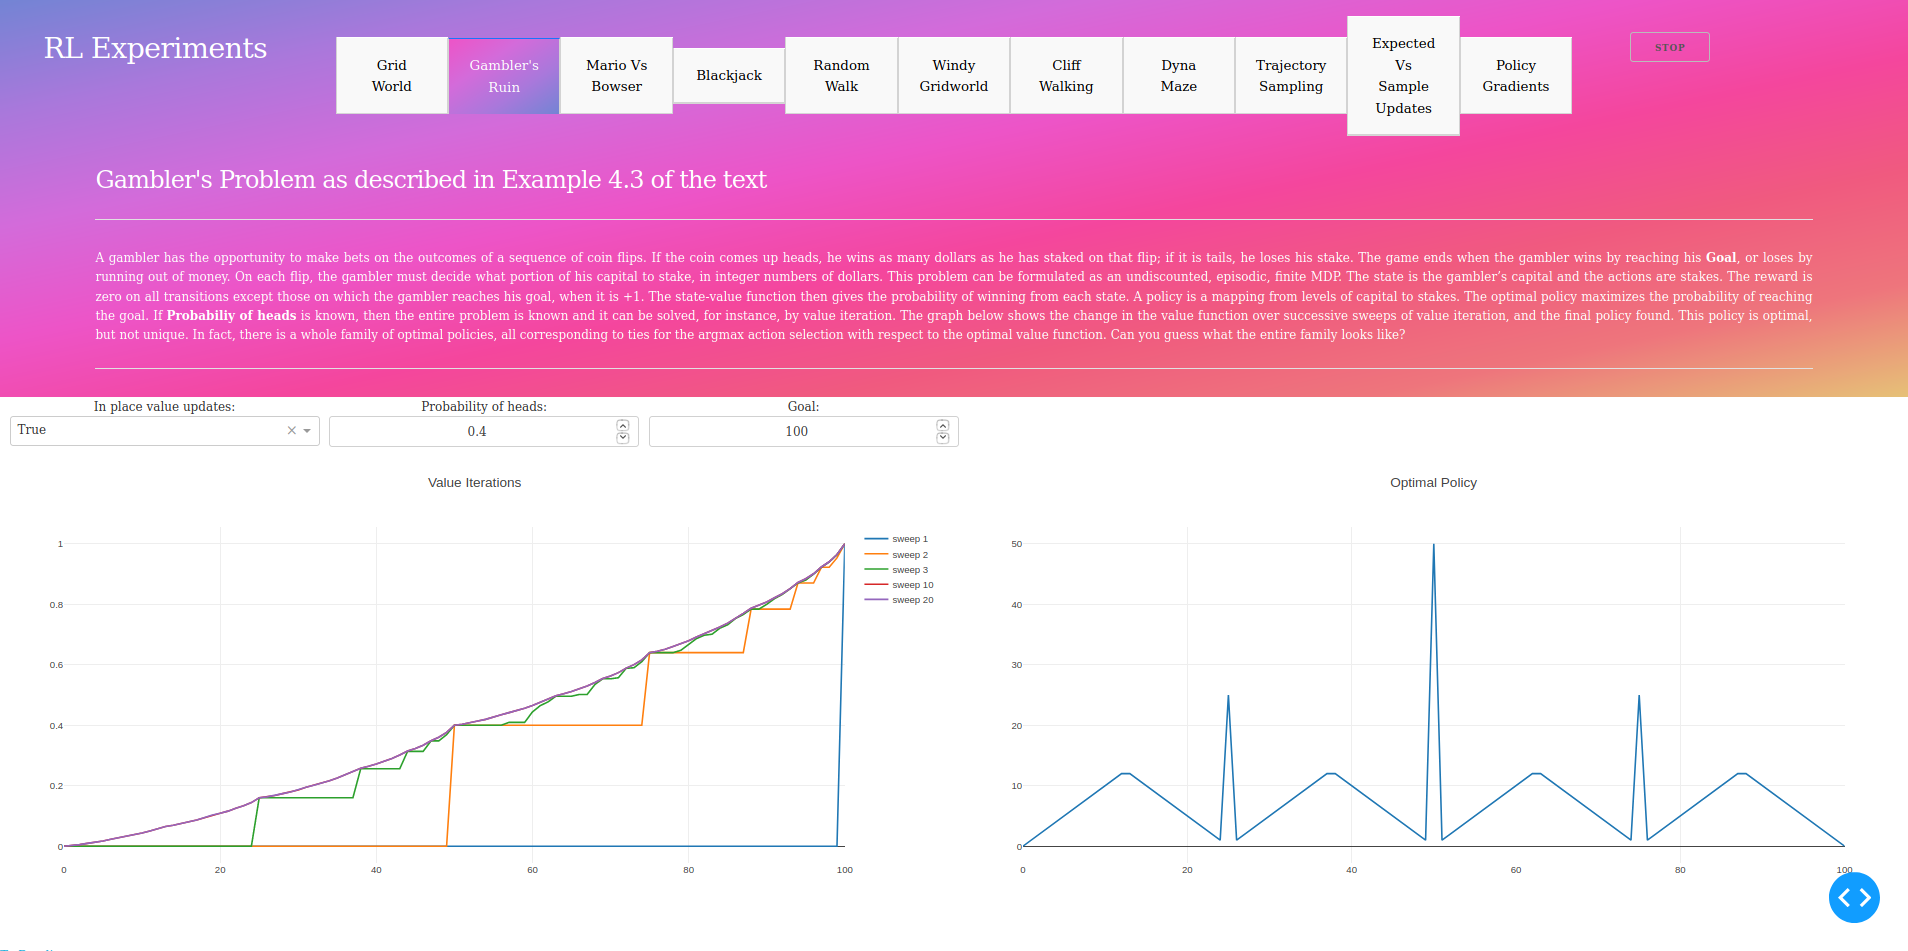 RL Experiments
Grid
World
Gambler's
Ruin
Mario Vs
Bowser
Blackjack
Random
Walk
Windy
Gridworld
Cliff
Walking
Dyna
Maze
Trajectory
Sampling
Expected
Vs
Sample
Updates
Policy
Gradients
STOP
Gambler's Problem as described in Example 4.3 of the text
A gambler has the opportunity to make bets on the outcomes of a sequence of coin flips. If the coin comes up heads, he wins as many dollars as he has staked on that flip; if it is tails, he loses his stake. The game ends when the gambler wins by reaching his Goal, or loses by
running out of money. On each flip, the gambler must decide what portion of his capital to stake, in integer numbers of dollars. This problem can be formulated as an undiscounted, episodic, finite MDP. The state is the gambler’s capital and the actions are stakes. The reward is
zero on all transitions except those on which the gambler reaches his goal, when it is +1. The state-value function then gives the probability of winning from each state. A policy is a mapping from levels of capital to stakes. The optimal policy maximizes the probability of reaching
the goal. If Probabiliy of heads is known, then the entire problem is known and it can be solved, for instance, by value iteration. The graph below shows the change in the value function over successive sweeps of value iteration, and the final policy found. This policy is optimal,
but not unique. In fact, there is a whole family of optimal policies, all corresponding to ties for the argmax action selection with respect to the optimal value function. Can you guess what the entire family looks like?
In place value updates:
True
Probability of heads:
0.4
Goal:
100
Value Iterations
1
0.8
0.6
0.4
0.2
0
0 20 40 60 80 100
sweep 1
sweep 2
sweep 3
sweep 10
sweep 20
Optimal Policy
50
40
30
20
10
0
0 20 40 60 80 100